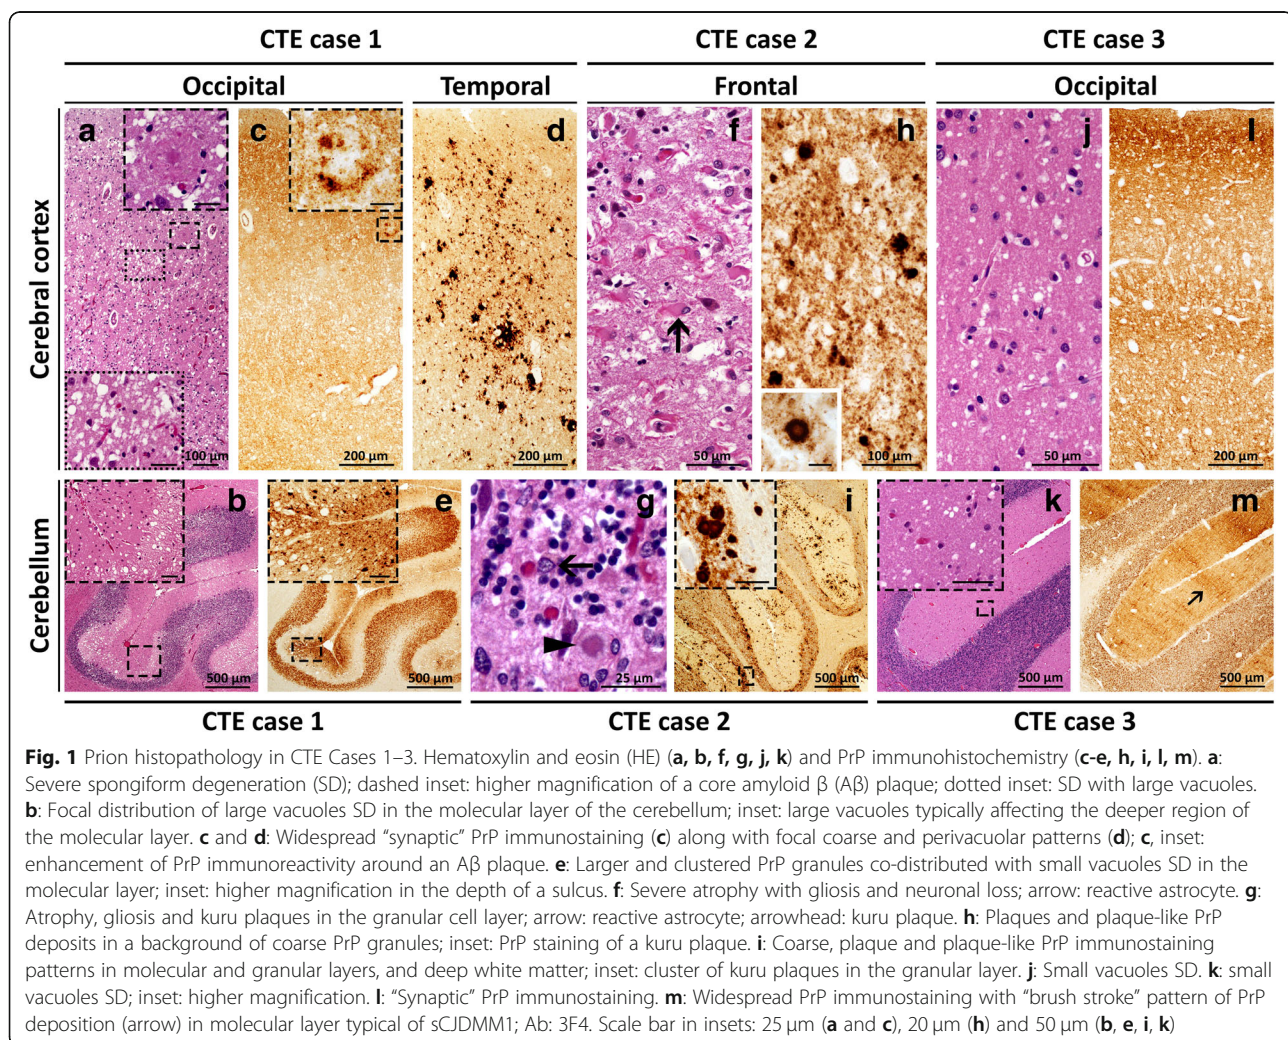 CTE case 1 CTE case 2 CTE case 3
Occipital Temporal Frontal Occipital
Cerebral cortex
a c d f h j l
100 µm 200 µm 200 µm 50 µm 100 µm 50 µm 200 µm
Cerebellum
b e g i k m
500 µm 500 µm 25 µm 500 µm 500 µm 500 µm
CTE case 1 CTE case 2 CTE case 3
Fig. 1 Prion histopathology in CTE Cases 1–3. Hematoxylin and eosin (HE) (a, b, f, g, j, k) and PrP immunohistochemistry (c-e, h, i, l, m). a:
Severe spongiform degeneration (SD); dashed inset: higher magnification of a core amyloid β (Aβ) plaque; dotted inset: SD with large vacuoles.
b: Focal distribution of large vacuoles SD in the molecular layer of the cerebellum; inset: large vacuoles typically affecting the deeper region of
the molecular layer. c and d: Widespread “synaptic” PrP immunostaining (c) along with focal coarse and perivacuolar patterns (d); c, inset:
enhancement of PrP immunoreactivity around an Aβ plaque. e: Larger and clustered PrP granules co-distributed with small vacuoles SD in the
molecular layer; inset: higher magnification in the depth of a sulcus. f: Severe atrophy with gliosis and neuronal loss; arrow: reactive astrocyte. g:
Atrophy, gliosis and kuru plaques in the granular cell layer; arrow: reactive astrocyte; arrowhead: kuru plaque. h: Plaques and plaque-like PrP
deposits in a background of coarse PrP granules; inset: PrP staining of a kuru plaque. i: Coarse, plaque and plaque-like PrP immunostaining
patterns in molecular and granular layers, and deep white matter; inset: cluster of kuru plaques in the granular layer. j: Small vacuoles SD. k: small
vacuoles SD; inset: higher magnification. l: “Synaptic” PrP immunostaining. m: Widespread PrP immunostaining with “brush stroke” pattern of PrP
deposition (arrow) in molecular layer typical of sCJDMM1; Ab: 3F4. Scale bar in insets: 25 µm (a and c), 20 µm (h) and 50 µm (b, e, i, k)